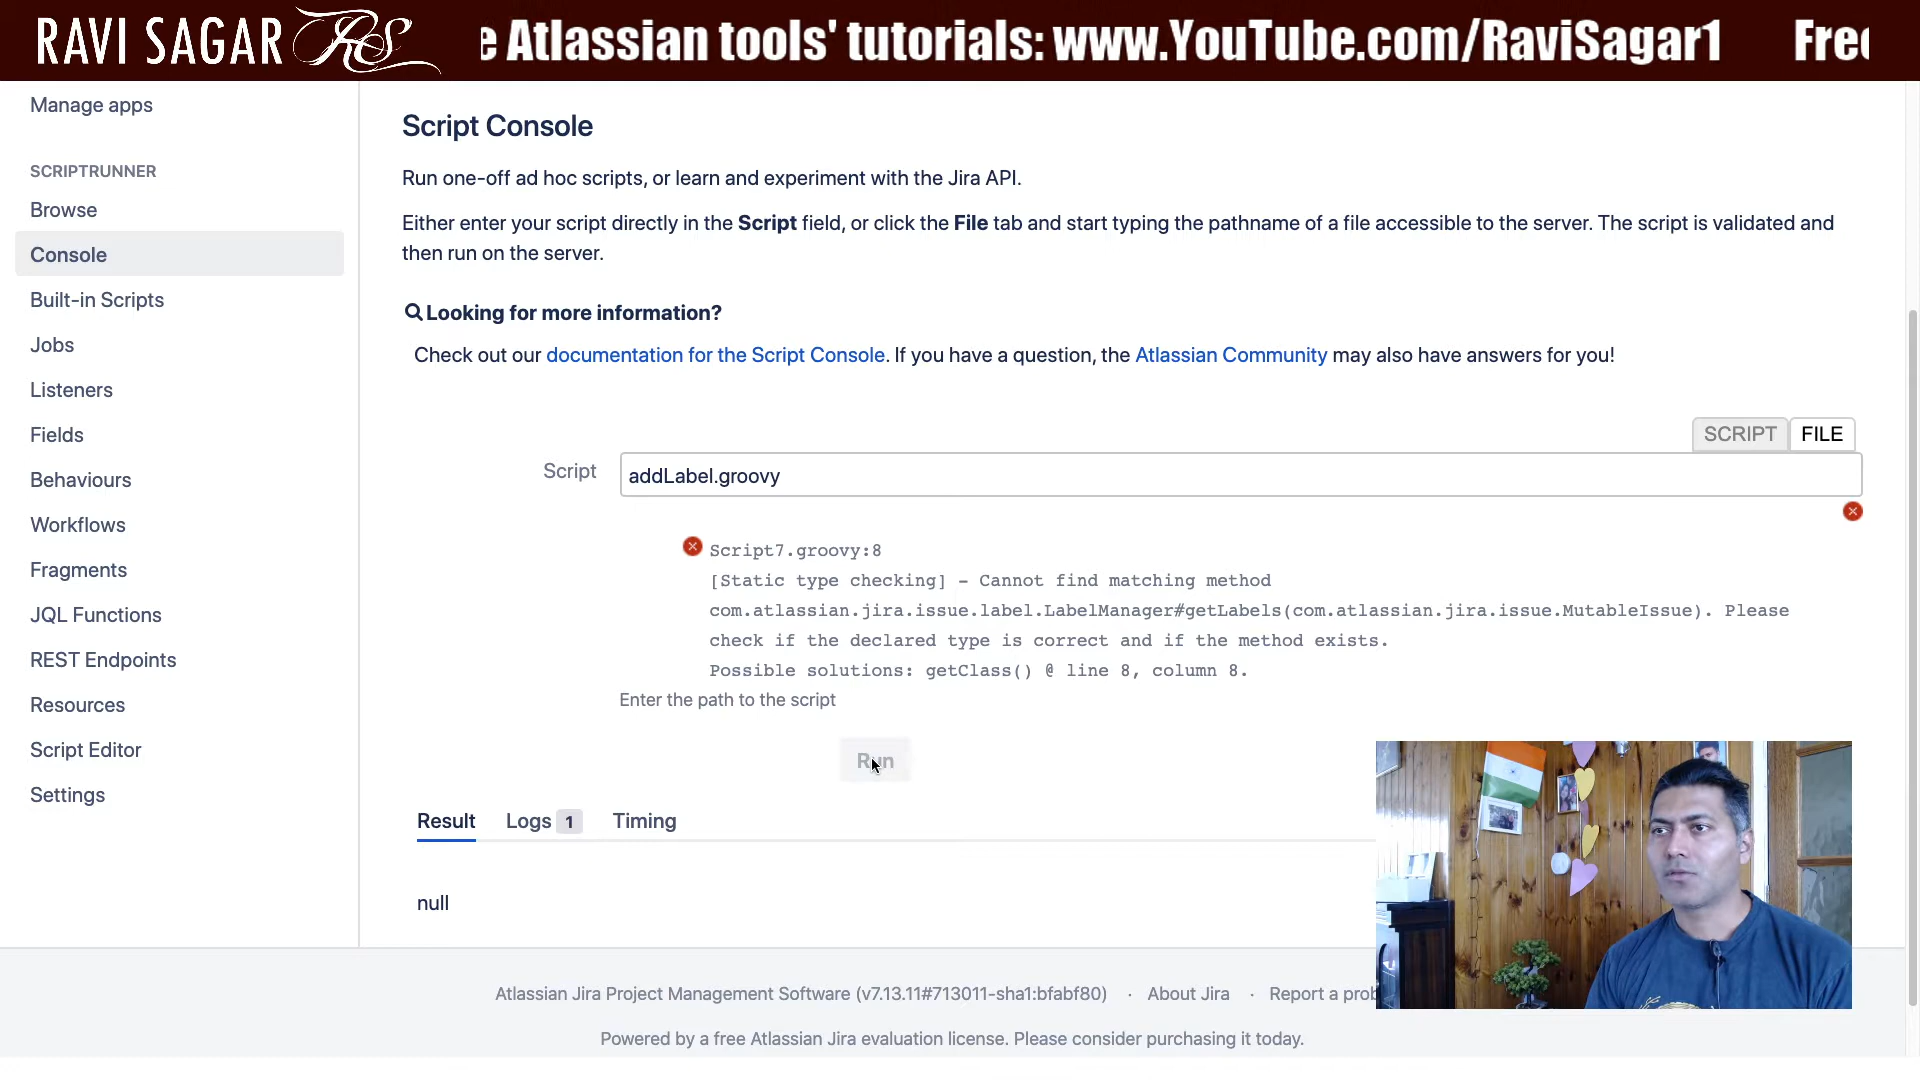 RAVI SAGAR RS
e Atlassian tools' tutorials: www.YouTube.com/RaviSagar1 Free
Manage apps
SCRIPTRUNNER
Browse
Console
Built-in Scripts
Jobs
Listeners
Fields
Behaviours
Workflows
Fragments
JQL Functions
REST Endpoints
Resources
Script Editor
Settings
Script Console
Run one-off ad hoc scripts, or learn and experiment with the Jira API.
Either enter your script directly in the Script field, or click the File tab and start typing the pathname of a file accessible to the server. The script is validated and
then run on the server.
Looking for more information?
Check out our documentation for the Script Console. If you have a question, the Atlassian Community may also have answers for you!
SCRIPT FILE
Script addLabel.groovy
Script7.groovy:8
[Static type checking] - Cannot find matching method
com.atlassian.jira.issue.label.LabelManager#getLabels(com.atlassian.jira.issue.MutableIssue). Please
check if the declared type is correct and if the method exists.
Possible solutions: getClass() @ line 8, column 8.
Enter the path to the script
Run
Result Logs 1 Timing
null
Atlassian Jira Project Management Software (v7.13.11#713011-sha1:bfabf80) · About Jira · Report a prob
Powered by a free Atlassian Jira evaluation license. Please consider purchasing it today.